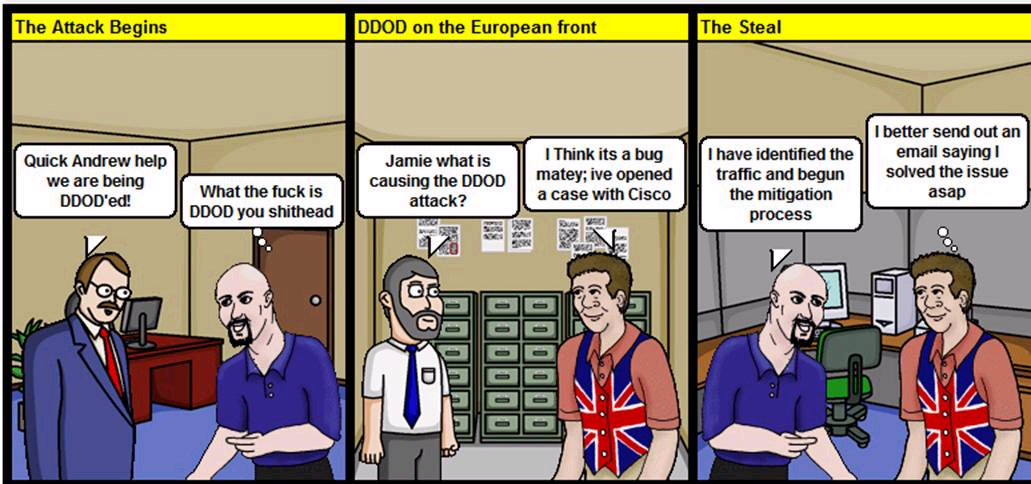 The Attack Begins
Quick Andrew help
we are being
DDOD'ed!
What the fuck is
DDOD you shithead
DDOD on the European front
Jamie what is
causing the DDOD
attack?
I Think its a bug
matey; ive opened
a case with Cisco
The Steal
I have identified the
traffic and begun
the mitigation
process
I better send out an
email saying I
solved the issue
asap